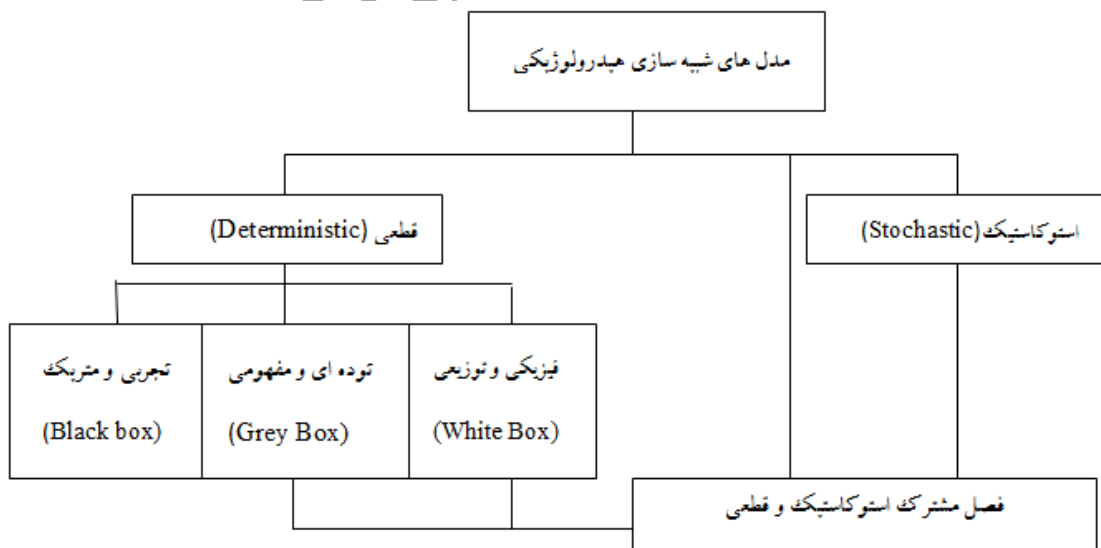 مدل های شبیه سازی هیدرولوژیکی
قطعی (Deterministic)
استوکاستیک(Stochastic)
فیزیکی و توزیعی
(White Box)
توده ای و مفهومی
(Grey Box)
تجربی و متریک
(Black box)
فصل مشترک استوکاستیک و قطعی